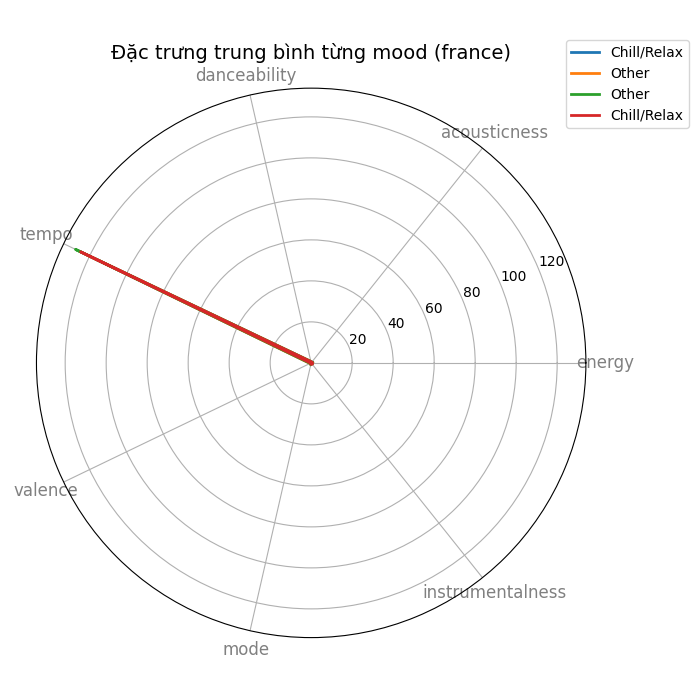 Đặc trưng trung bình từng mood (france)
Chill/Relax
Other
Other
Chill/Relax
danceability
acousticness
tempo
energy
valence
mode
instrumentalness
20
40
60
80
100
120